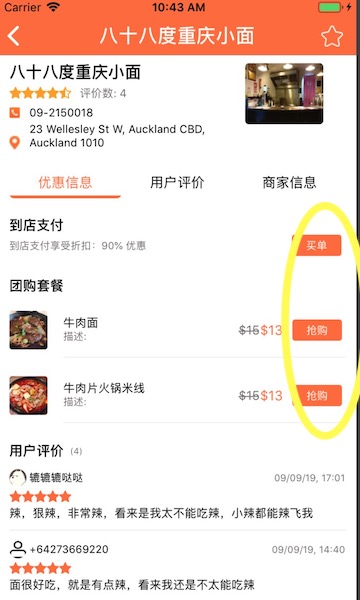 Carrier 10:43 AM
八十八度重庆小面
八十八度重庆小面
评价数: 4
09-2150018
23 Wellesley St W, Auckland CBD,
Auckland 1010
优惠信息 用户评价 商家信息
到店支付
到店支付享受折扣：90% 优惠 买单
团购套餐
牛肉面
描述:
$15 $13 抢购
牛肉片火锅米线
描述:
$15 $13 抢购
用户评价 (4)
辘辘辘哒哒 09/09/19, 17:01
辣，狠辣，非常辣，看来是我太不能吃辣，小辣都能辣飞我
+64273669220 09/09/19, 14:40
面很好吃，就是有点辣，看来我还是不太能吃辣